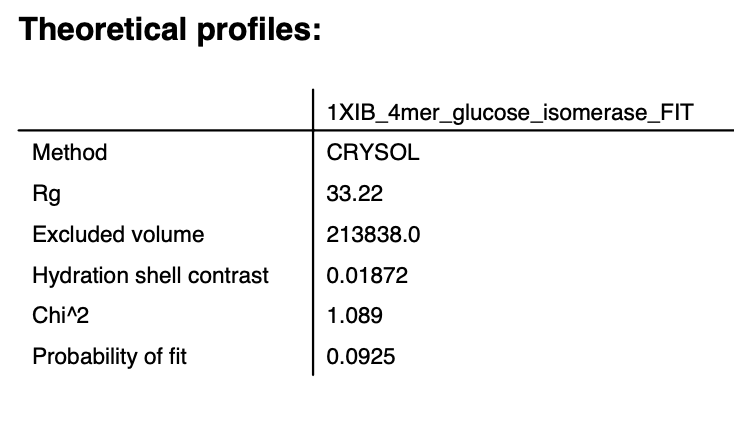 Theoretical profiles:
1XIB_4mer_glucose_isomerase_FIT
Method CRYSOL
Rg 33.22
Excluded volume 213838.0
Hydration shell contrast 0.01872
Chi^2 1.089
Probability of fit 0.0925